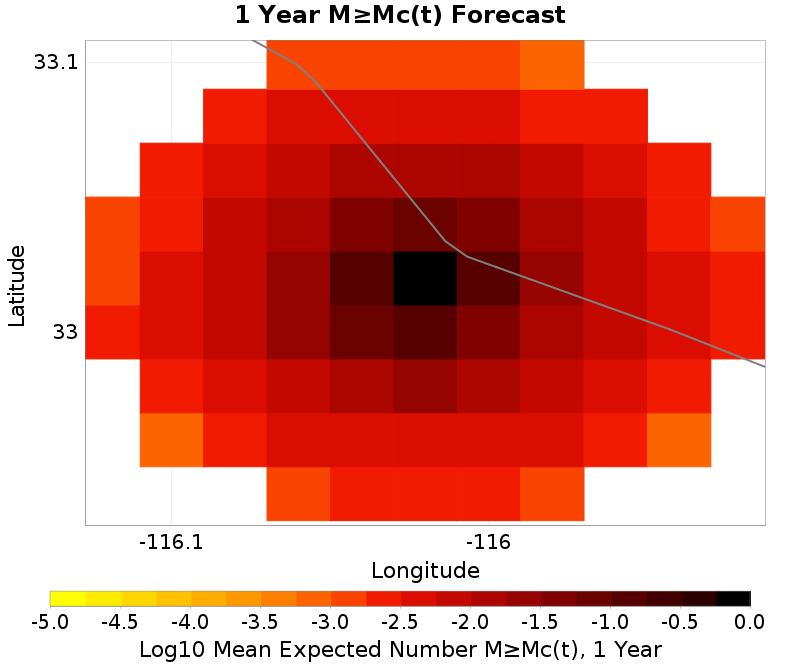 1 Year M≥Mc(t) Forecast
33.1
33
Latitude
-116.1 -116
Longitude
-5.0 -4.5 -4.0 -3.5 -3.0 -2.5 -2.0 -1.5 -1.0 -0.5 0.0
Log10 Mean Expected Number M≥Mc(t), 1 Year